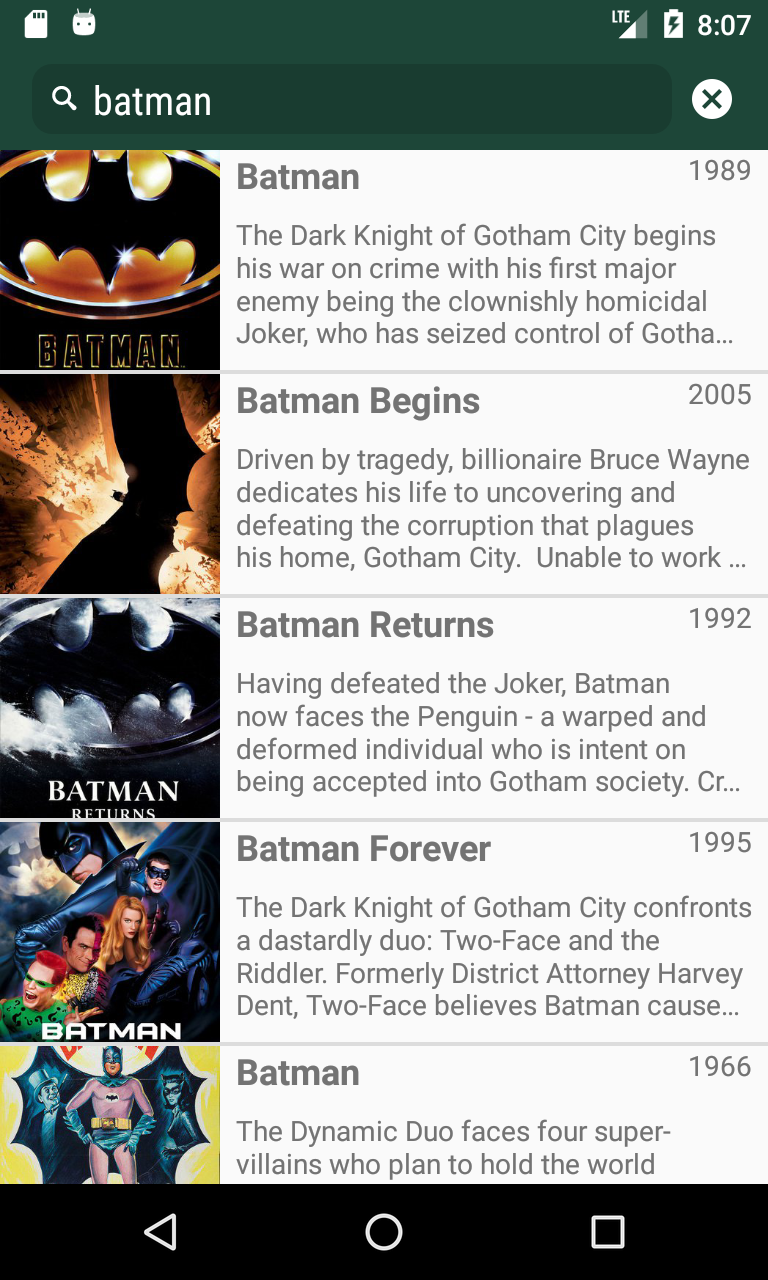 LTE 8:07
batman
BATMAN
Batman 1989
The Dark Knight of Gotham City begins
his war on crime with his first major
enemy being the clownishly homicidal
Joker, who has seized control of Gotha…
Batman Begins 2005
Driven by tragedy, billionaire Bruce Wayne
dedicates his life to uncovering and
defeating the corruption that plagues
his home, Gotham City.  Unable to work …
BATMAN
RETURNS
Batman Returns 1992
Having defeated the Joker, Batman
now faces the Penguin - a warped and
deformed individual who is intent on
being accepted into Gotham society. Cr…
BATMAN
Batman Forever 1995
The Dark Knight of Gotham City confronts
a dastardly duo: Two-Face and the
Riddler. Formerly District Attorney Harvey
Dent, Two-Face believes Batman cause…
Batman 1966
The Dynamic Duo faces four super-
villains who plan to hold the world